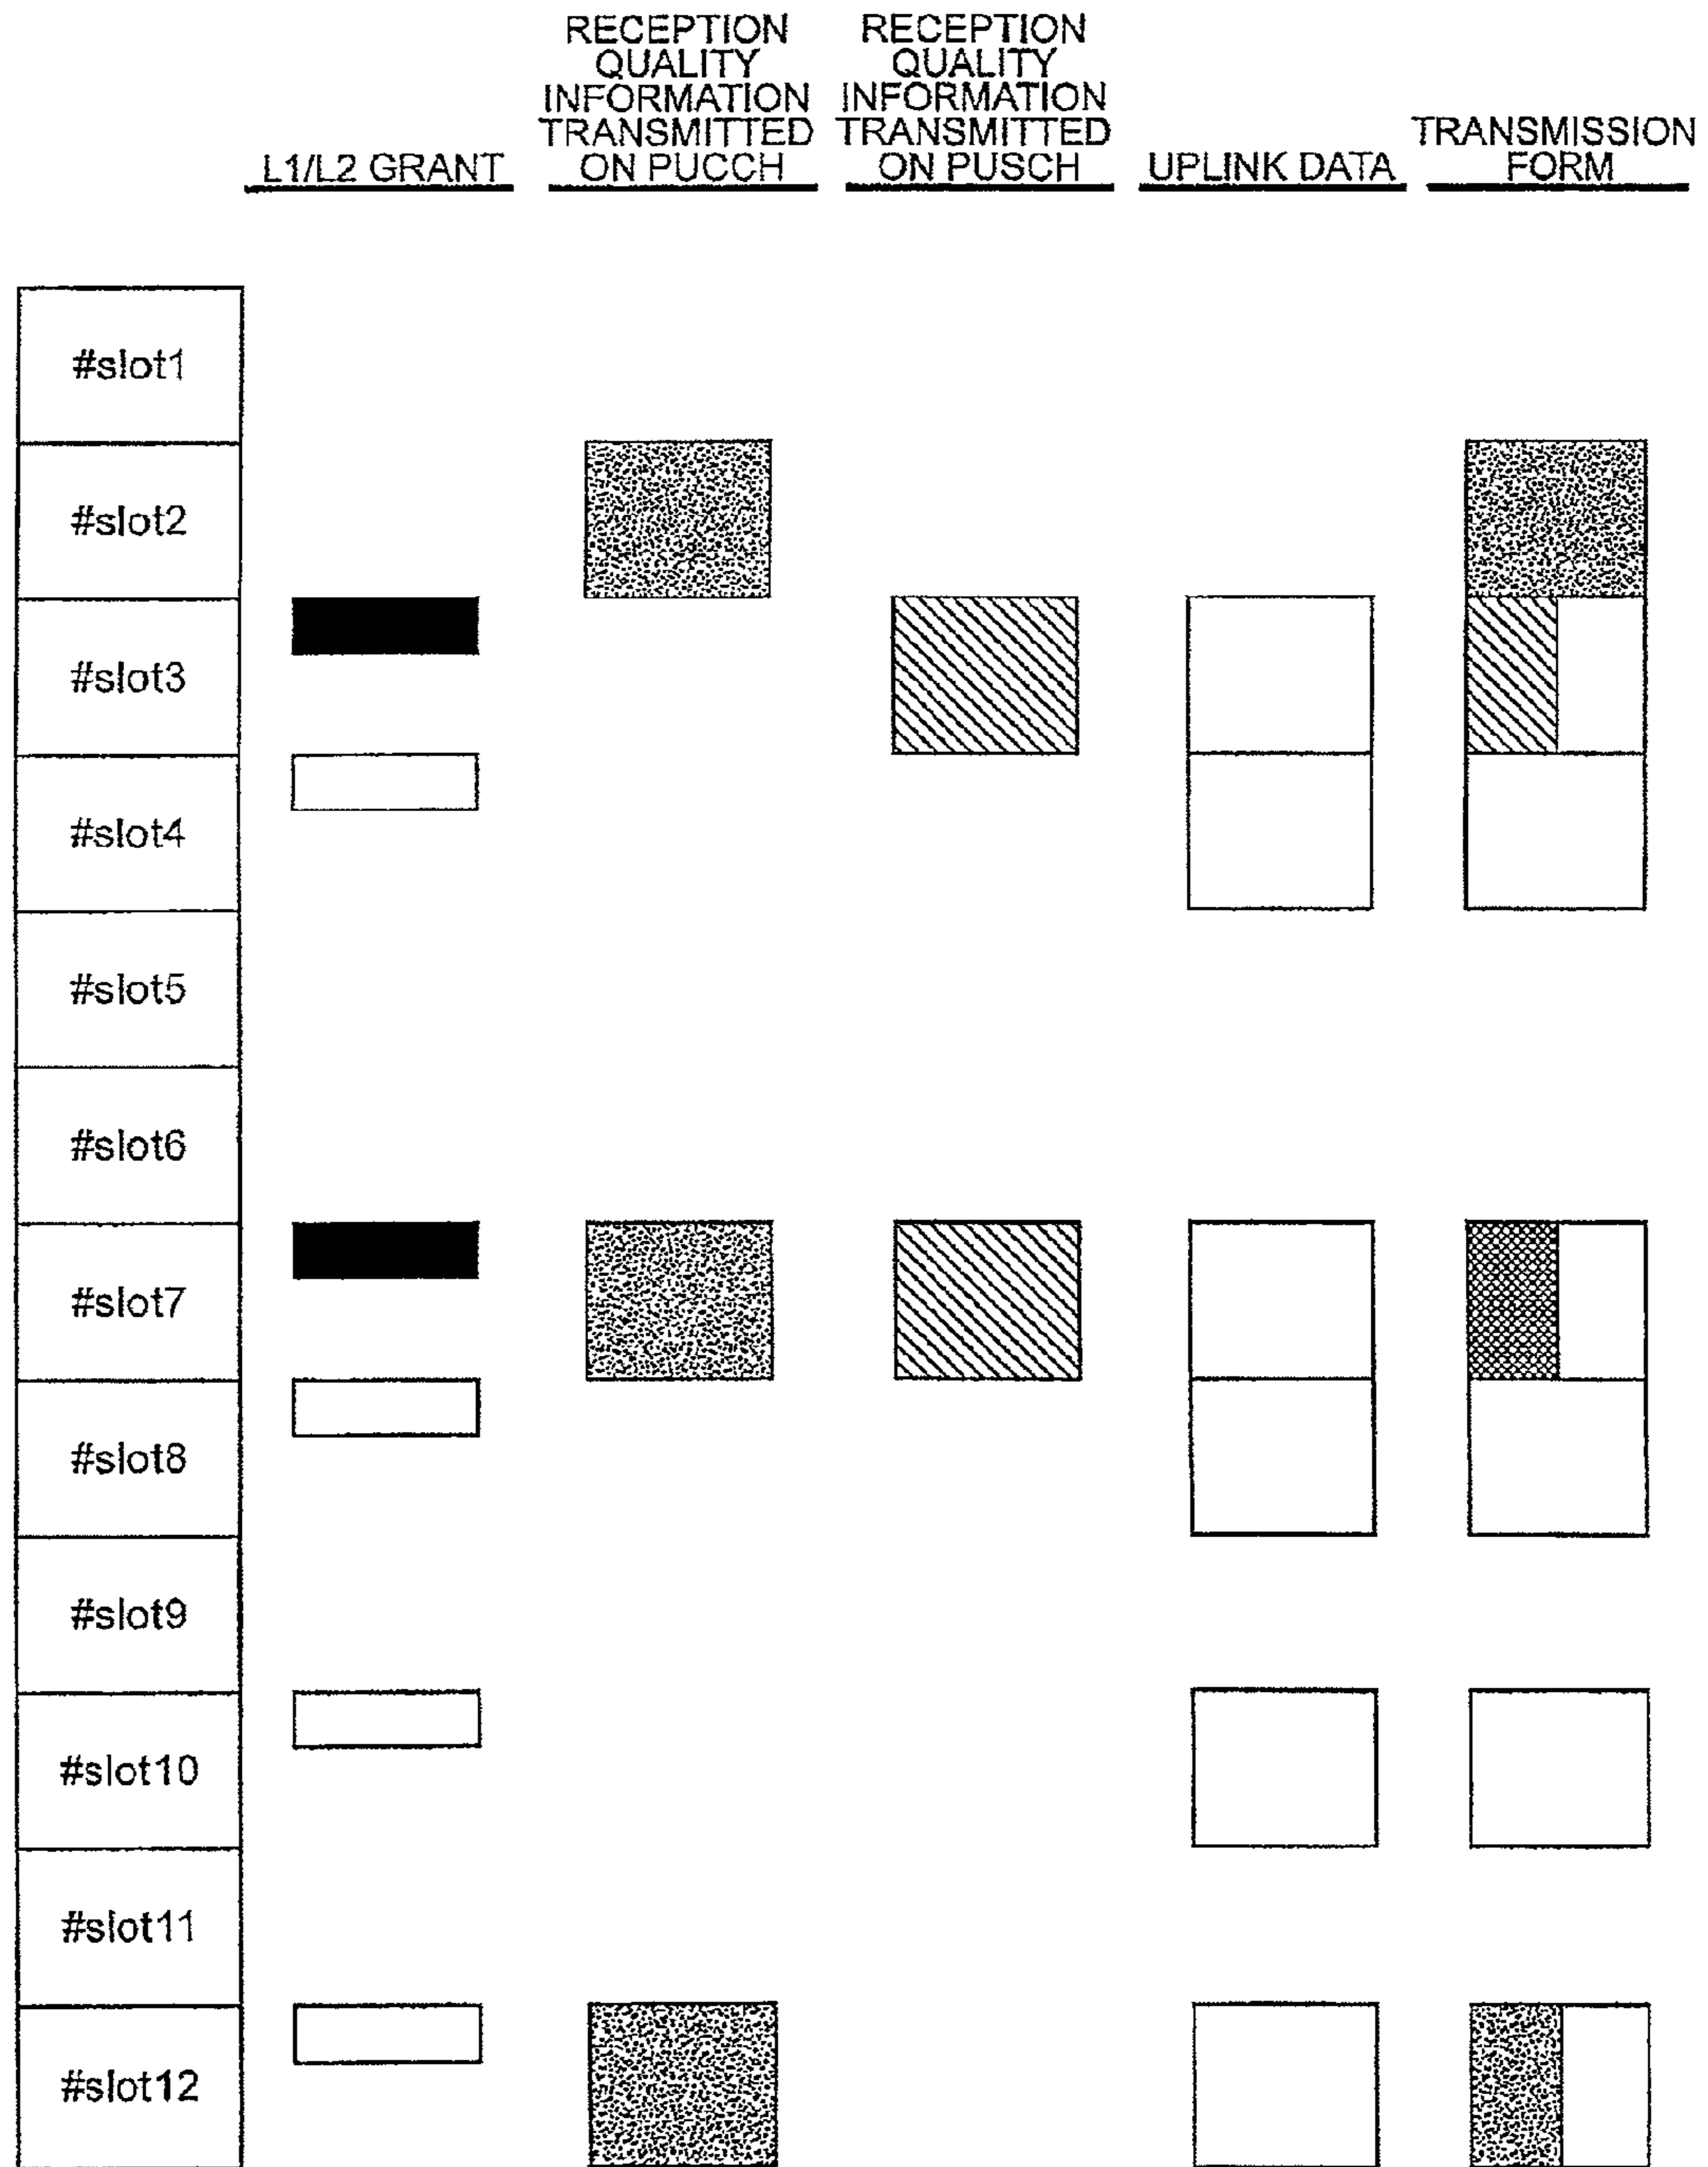 L1/L2 GRANT
RECEPTION
QUALITY
INFORMATION
TRANSMITTED
ON PUCCH
RECEPTION
QUALITY
INFORMATION
TRANSMITTED
ON PUSCH
UPLINK DATA
TRANSMISSION
FORM
#slot1
#slot2
#slot3
#slot4
#slot5
#slot6
#slot7
#slot8
#slot9
#slot10
#slot11
#slot12